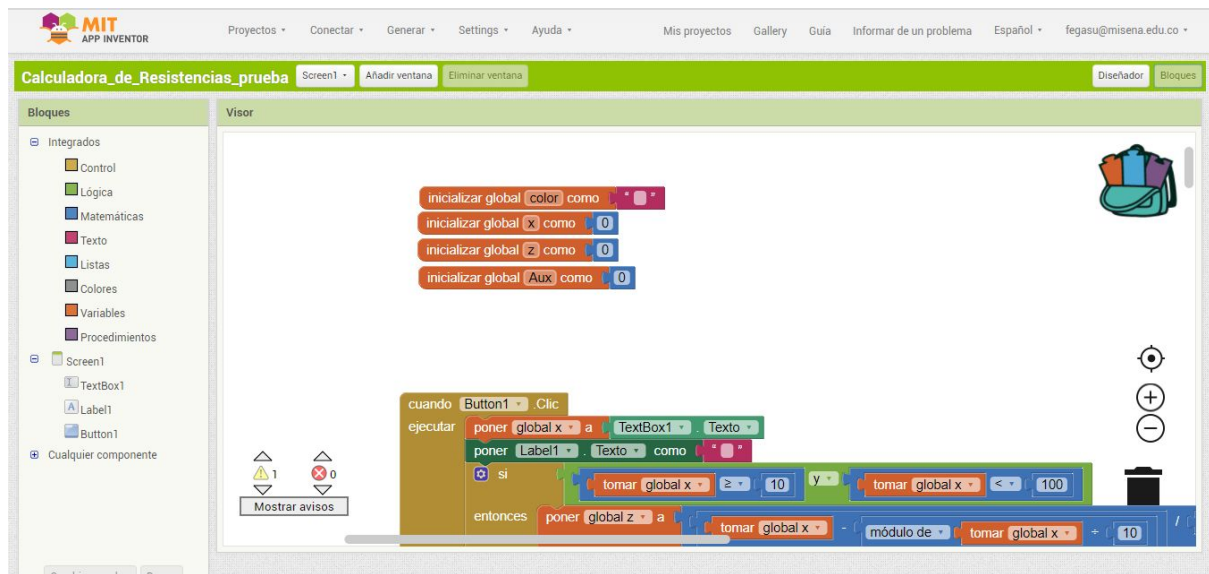 MIT
APP INVENTOR
Proyectos Conectar Generar Settings Ayuda Mis proyectos Gallery Guía Informar de un problema Español fegasu@misena.edu.co
Calculadora_de_Resistencias_prueba Screen1 Añadir ventana Eliminar ventana Diseñador Bloques
Bloques
Visor
Integrados
Control
Lógica
Matemáticas
Texto
Listas
Colores
Variables
Procedimientos
Screen1
TextBox1
Label1
Button1
Cualquier componente
inicializar global color como " "
inicializar global x como 0
inicializar global z como 0
inicializar global Aux como 0
cuando Button1 .Clic
ejecutar poner global x a TextBox1 . Texto
poner Label1 . Texto como " "
si tomar global x ≥ 10 y tomar global x < 100
entonces poner global z a tomar global x - módulo de tomar global x ÷ 10 /
1 0
Mostrar avisos